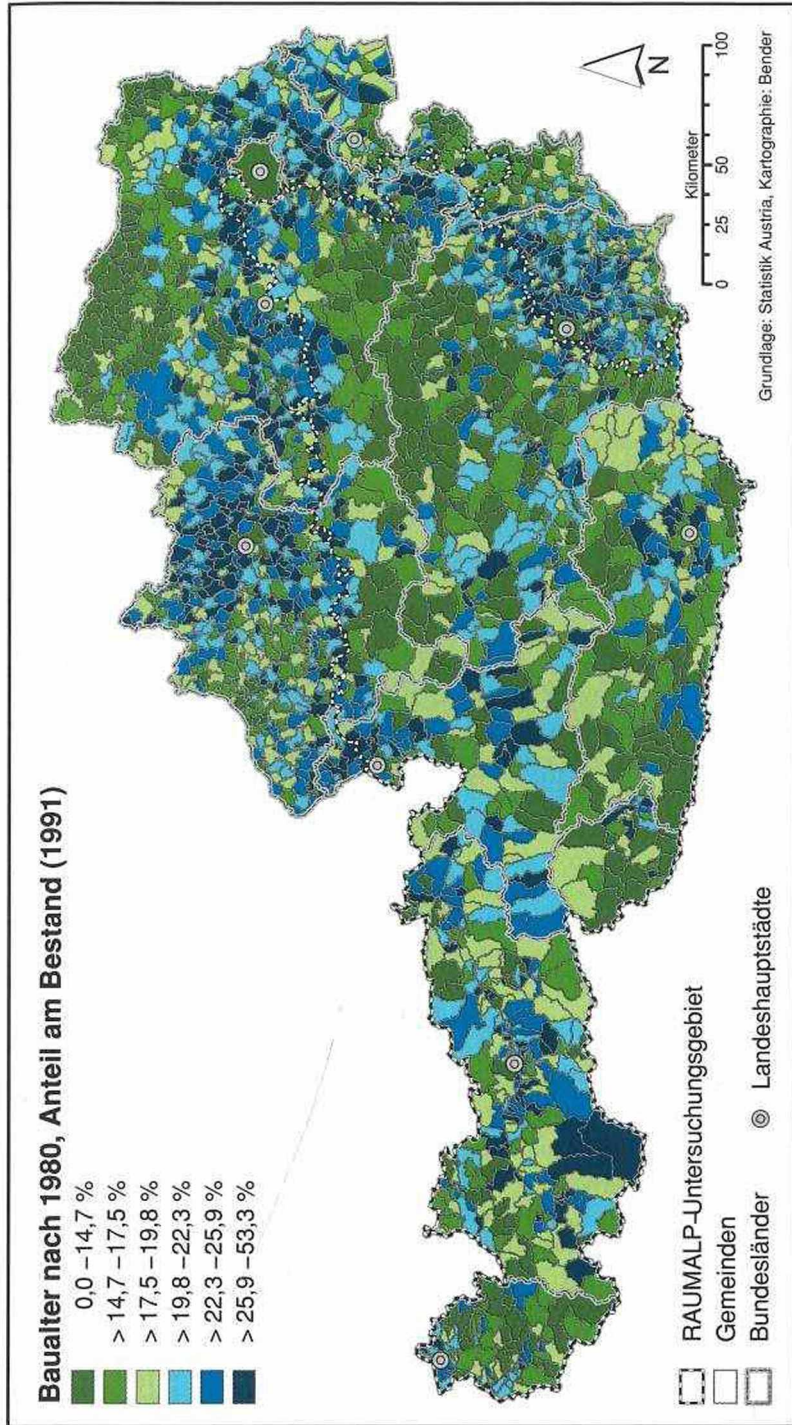 Baualter nach 1980, Anteil am Bestand (1991)
0,0 –14,7 %
> 14,7 –17,5 %
> 17,5 –19,8 %
> 19,8 –22,3 %
> 22,3 –25,9 %
> 25,9 –53,3 %
RAUMALP-Untersuchungsgebiet
Gemeinden
Bundesländer
Landeshauptstädte
N
Kilometer
0 25 50 100
Grundlage: Statistik Austria, Kartographie: Bender